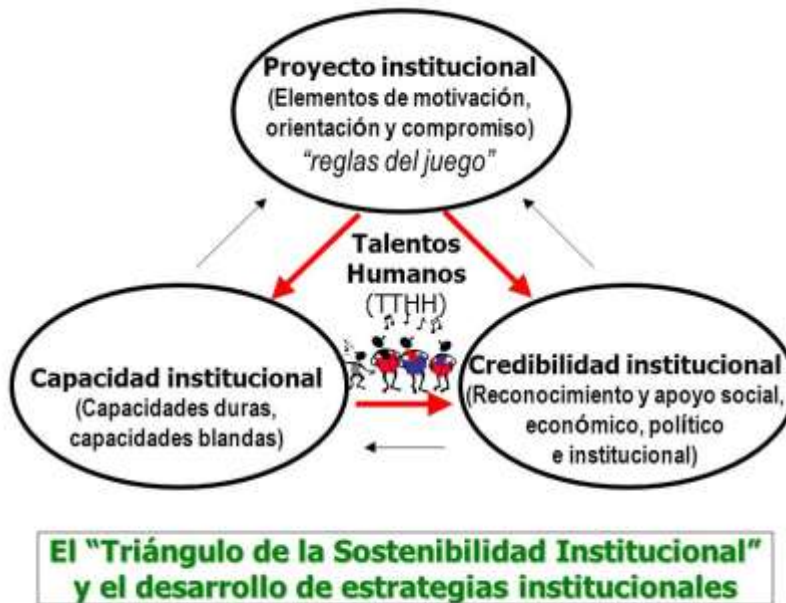 Proyecto institucional
(Elementos de motivación,
orientación y compromiso)
"reglas del juego"
Talentos
Humanos
(TTHH)
Capacidad institucional
(Capacidades duras,
capacidades blandas)
Credibilidad institucional
(Reconocimiento y apoyo social,
económico, político
e institucional)
El "Triángulo de la Sostenibilidad Institucional"
y el desarrollo de estrategias institucionales